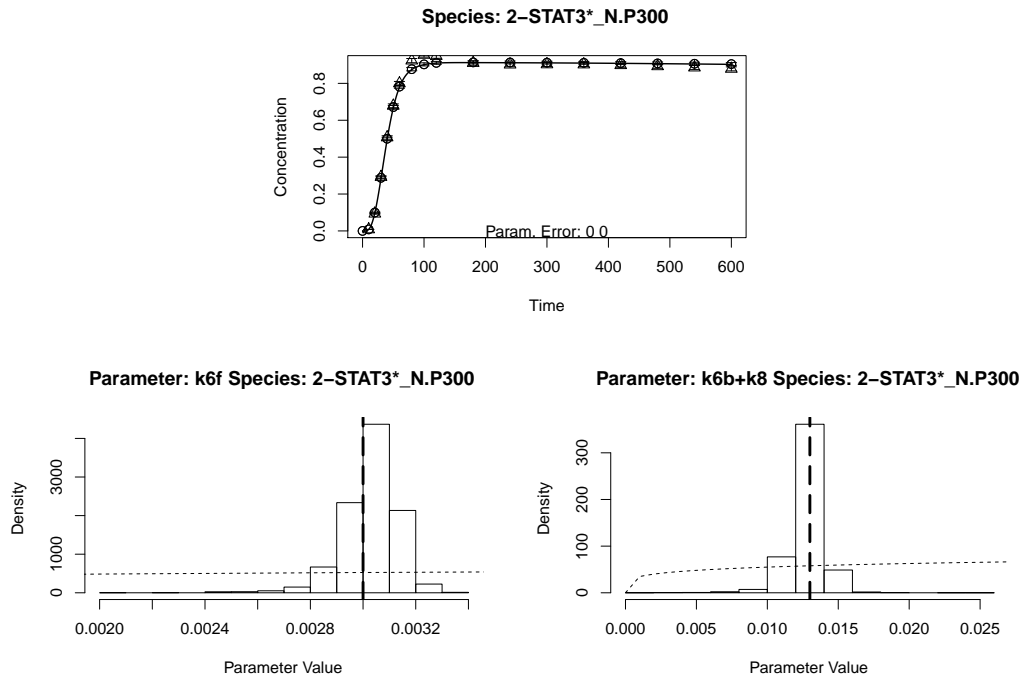 Species: 2−STAT3*_N.P300
0.0 0.2 0.4 0.6 0.8
Concentration
Param. Error: 0 0
0 100 200 300 400 500 600
Time
Parameter: k6f Species: 2−STAT3*_N.P300
0 1000 3000
Density
0.0020 0.0024 0.0028 0.0032
Parameter Value
Parameter: k6b+k8 Species: 2−STAT3*_N.P300
0 100 200 300
Density
0.000 0.005 0.010 0.015 0.020 0.025
Parameter Value